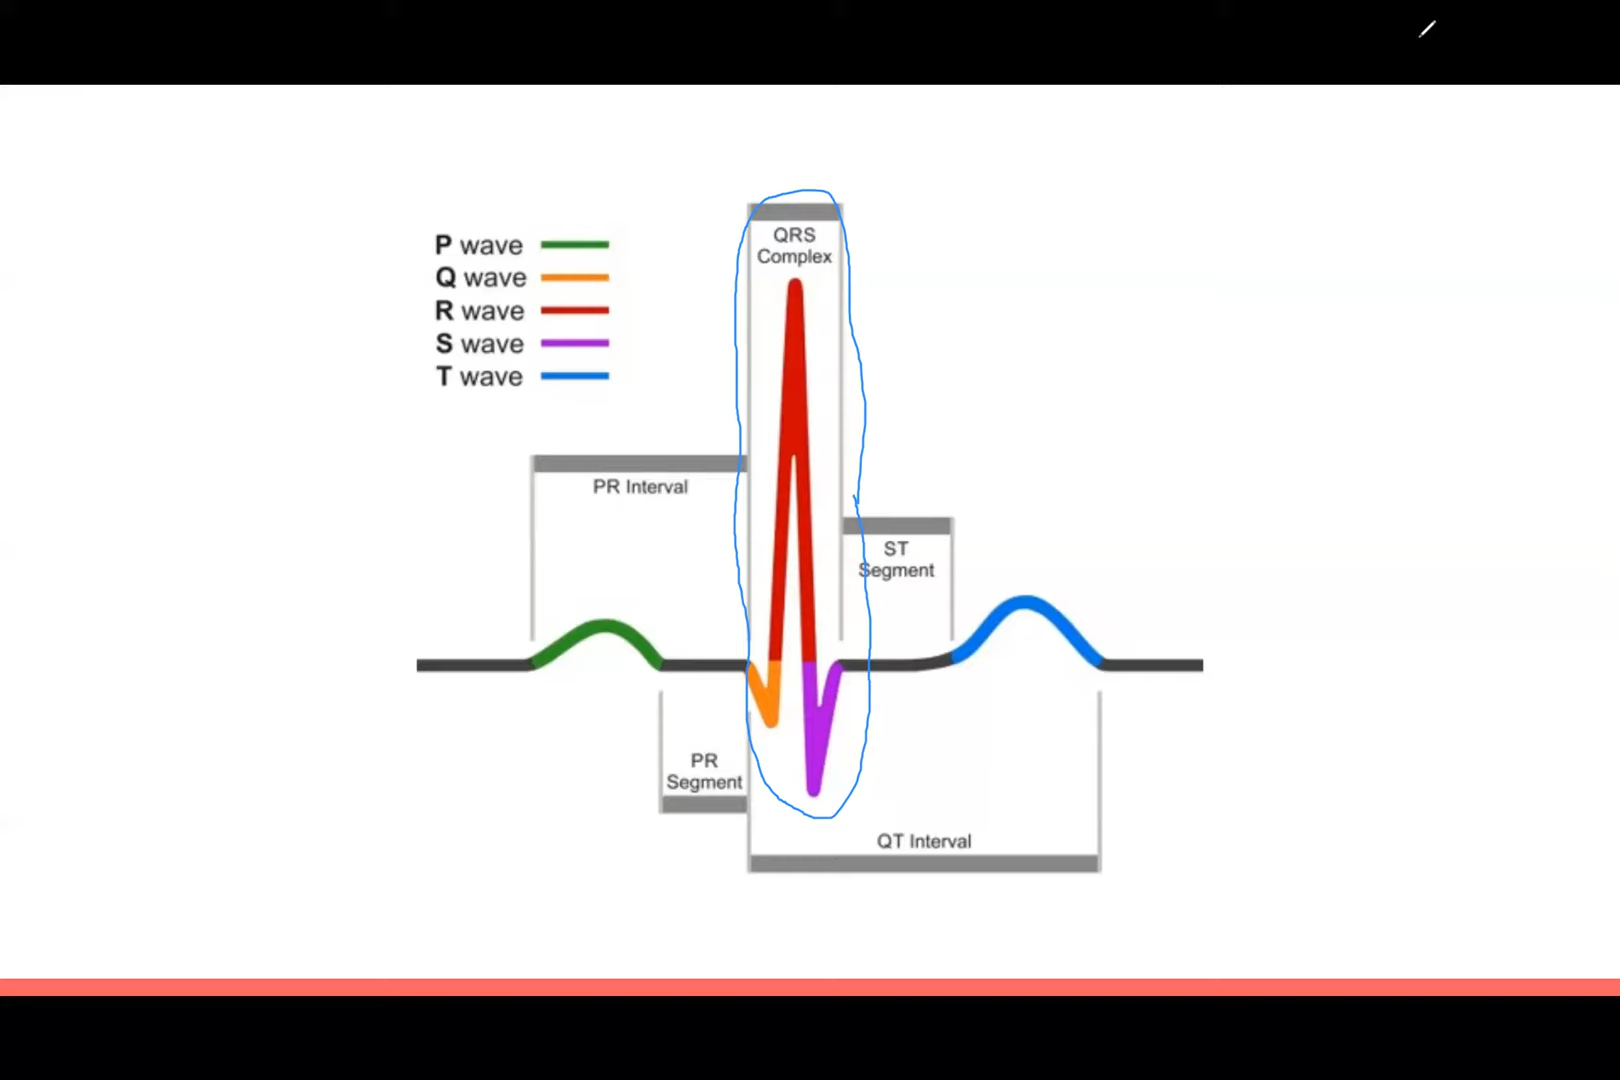 QRS
Complex
P wave
Q wave
R wave
S wave
T wave
PR Interval
ST
Segment
PR
Segment
QT Interval